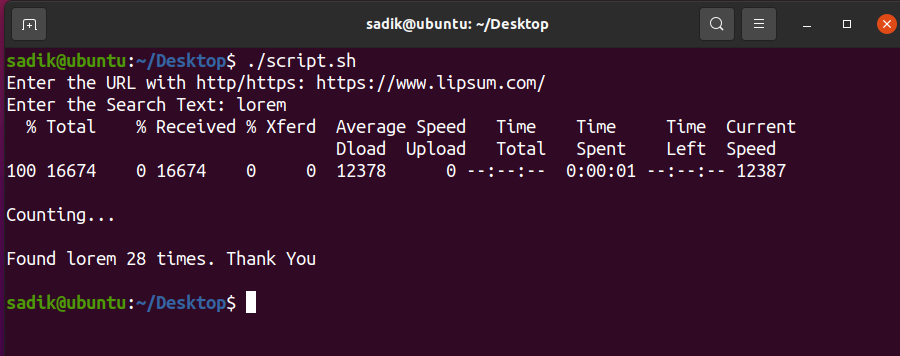 sadik@ubuntu: ~/Desktop
sadik@ubuntu:~/Desktop$ ./script.sh
Enter the URL with http/https: https://www.lipsum.com/
Enter the Search Text: lorem
  % Total    % Received % Xferd  Average Speed   Time    Time     Time  Current
                                 Dload  Upload   Total   Spent    Left  Speed
100 16674    0 16674    0     0  12378      0 --:--:--  0:00:01 --:--:-- 12387
Counting...
Found lorem 28 times. Thank You
sadik@ubuntu:~/Desktop$